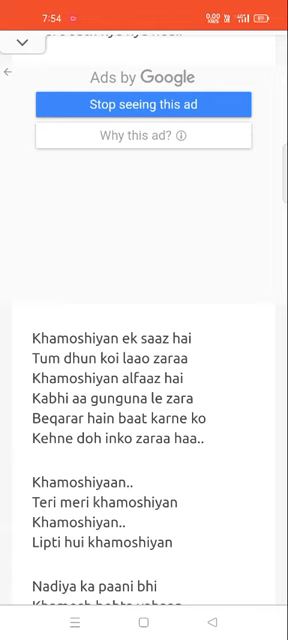 7:54
0.00
Ads by Google
Stop seeing this ad
Why this ad?
Khamoshiyan ek saaz hai
Tum dhun koi laao zaraa
Khamoshiyan alfaaz hai
Kabhi aa gunguna le zara
Beqarar hain baat karne ko
Kehne doh inko zaraa haa..
Khamoshiyaan..
Teri meri khamoshiyan
Khamoshiyan..
Lipti hui khamoshiyan
Nadiya ka paani bhi